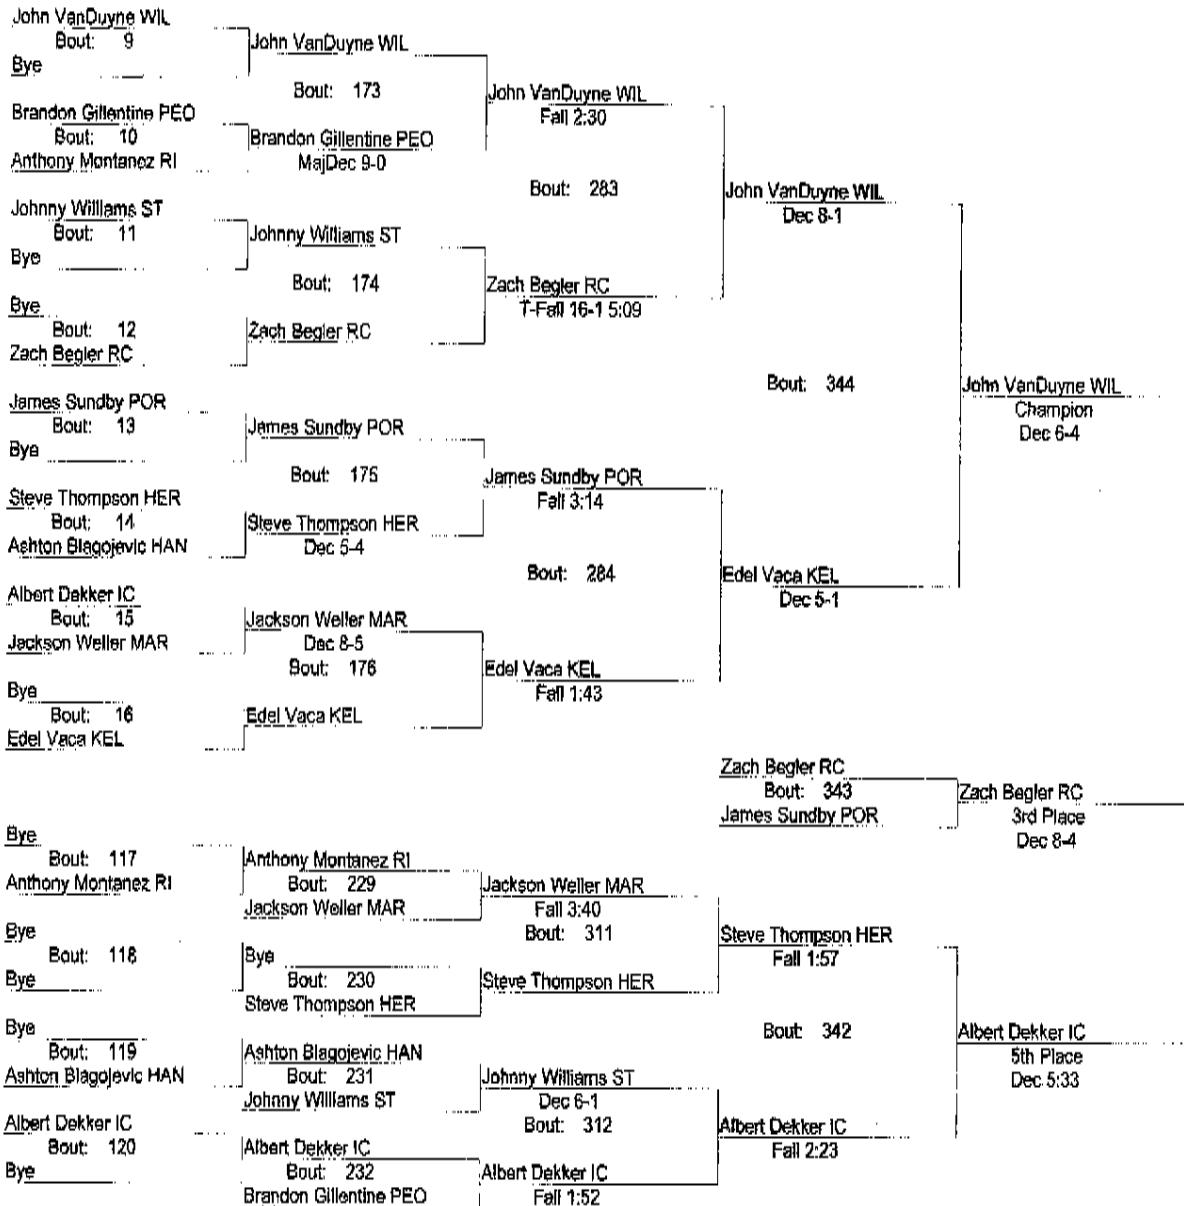 John VanDuyne WIL
Bout: 9
Bye
John VanDuyne WIL
Bout: 173
Brandon Gillentine PEO
Bout: 10
Anthony Montanez RI
Brandon Gillentine PEO
MajDec 9-0
John VanDuyne WIL
Fall 2:30
Bout: 283
Johnny Williams ST
Bout: 11
Bye
Johnny Williams ST
Bout: 174
Bye
Bout: 12
Zach Begler RC
Zach Begler RC
Zach Begler RC
T-Fall 16-1 5:09
John VanDuyne WIL
Dec 8-1
Bout: 344
John VanDuyne WIL
Champion
Dec 6-4
James Sundby POR
Bout: 13
Bye
James Sundby POR
Bout: 175
Steve Thompson HER
Bout: 14
Ashton Blagojevic HAN
Steve Thompson HER
Dec 5-4
James Sundby POR
Fall 3:14
Bout: 284
Albert Dekker IC
Bout: 15
Jackson Weller MAR
Jackson Weller MAR
Dec 8-5
Bout: 176
Bye
Bout: 16
Edel Vaca KEL
Edel Vaca KEL
Edel Vaca KEL
Fall 1:43
Edel Vaca KEL
Dec 5-1
Zach Begler RC
Bout: 343
James Sundby POR
Zach Begler RC
3rd Place
Dec 8-4
Bye
Bout: 117
Anthony Montanez RI
Anthony Montanez RI
Bout: 229
Jackson Weller MAR
Jackson Weller MAR
Fall 3:40
Bout: 311
Bye
Bout: 118
Bye
Bye
Bout: 230
Steve Thompson HER
Steve Thompson HER
Steve Thompson HER
Fall 1:57
Bout: 342
Bye
Bout: 119
Ashton Blagojevic HAN
Ashton Blagojevic HAN
Bout: 231
Johnny Williams ST
Johnny Williams ST
Dec 6-1
Bout: 312
Albert Dekker IC
Bout: 120
Bye
Albert Dekker IC
Bout: 232
Brandon Gillentine PEO
Albert Dekker IC
Fall 1:52
Albert Dekker IC
Fall 2:23
Albert Dekker IC
5th Place
Dec 5:33